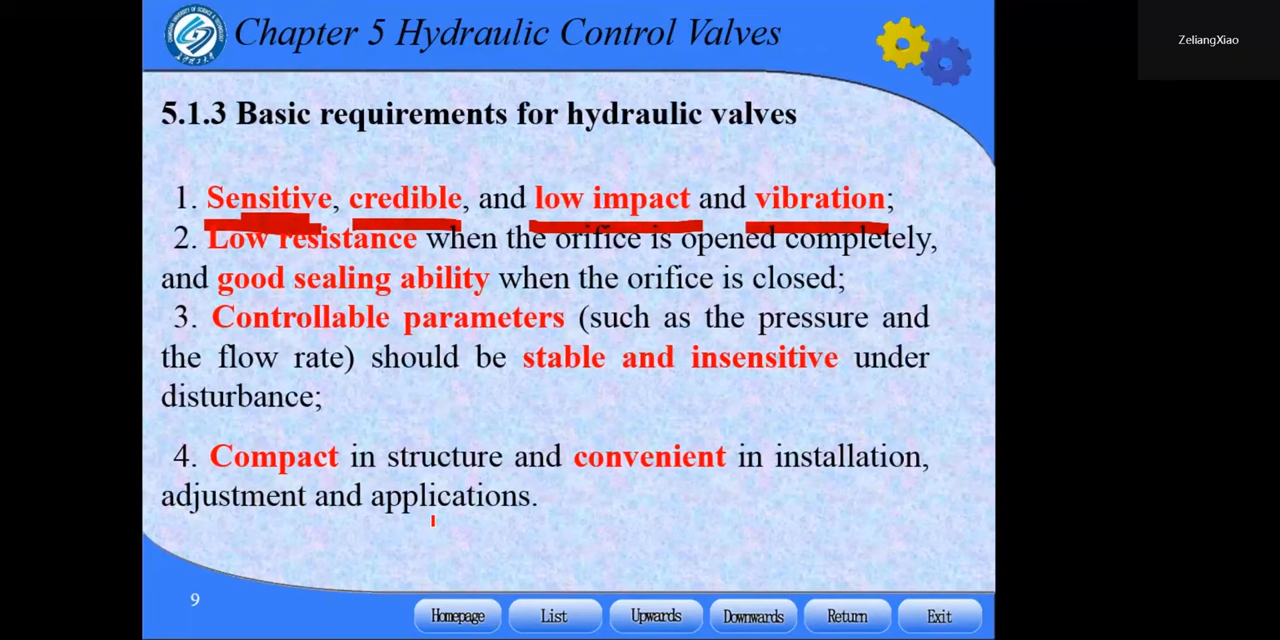 Chapter 5 Hydraulic Control Valves
ZeliangXiao
5.1.3 Basic requirements for hydraulic valves
1. Sensitive, credible, and low impact and vibration;
2. Low resistance when the orifice is opened completely,
and good sealing ability when the orifice is closed;
3. Controllable parameters (such as the pressure and
the flow rate) should be stable and insensitive under
disturbance;
4. Compact in structure and convenient in installation,
adjustment and applications.
9
Homepage
List
Upwards
Downwards
Return
Exit